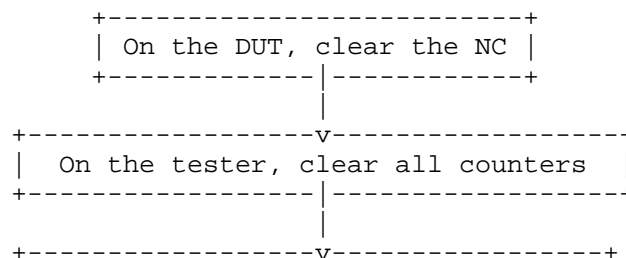 +--------------------------+
| On the DUT, clear the NC |
+-------------|------------+
|
+------------------v-------------------
| On the tester, clear all counters |
+------------------|-------------------
|
+------------------v-----------------+